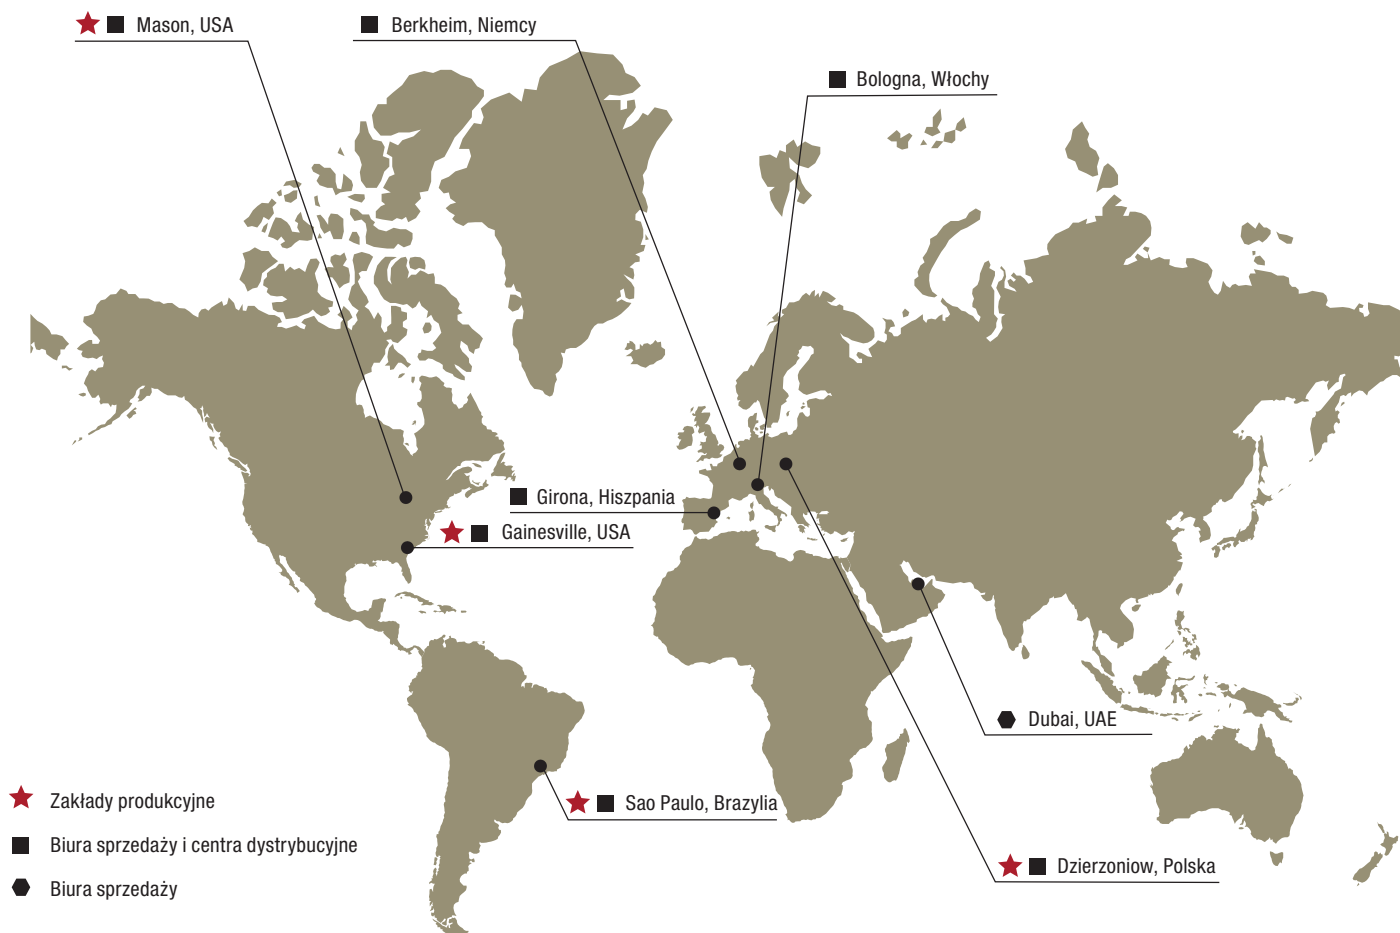 Mason, USA
Berkheim, Niemcy
Bologna, Włochy
Girona, Hiszpania
Gainesville, USA
Dubai, UAE
Sao Paulo, Brazylia
Dzierzoniow, Polska
Zakłady produkcyjne
Biura sprzedaży i centra dystrybucyjne
Biura sprzedaży